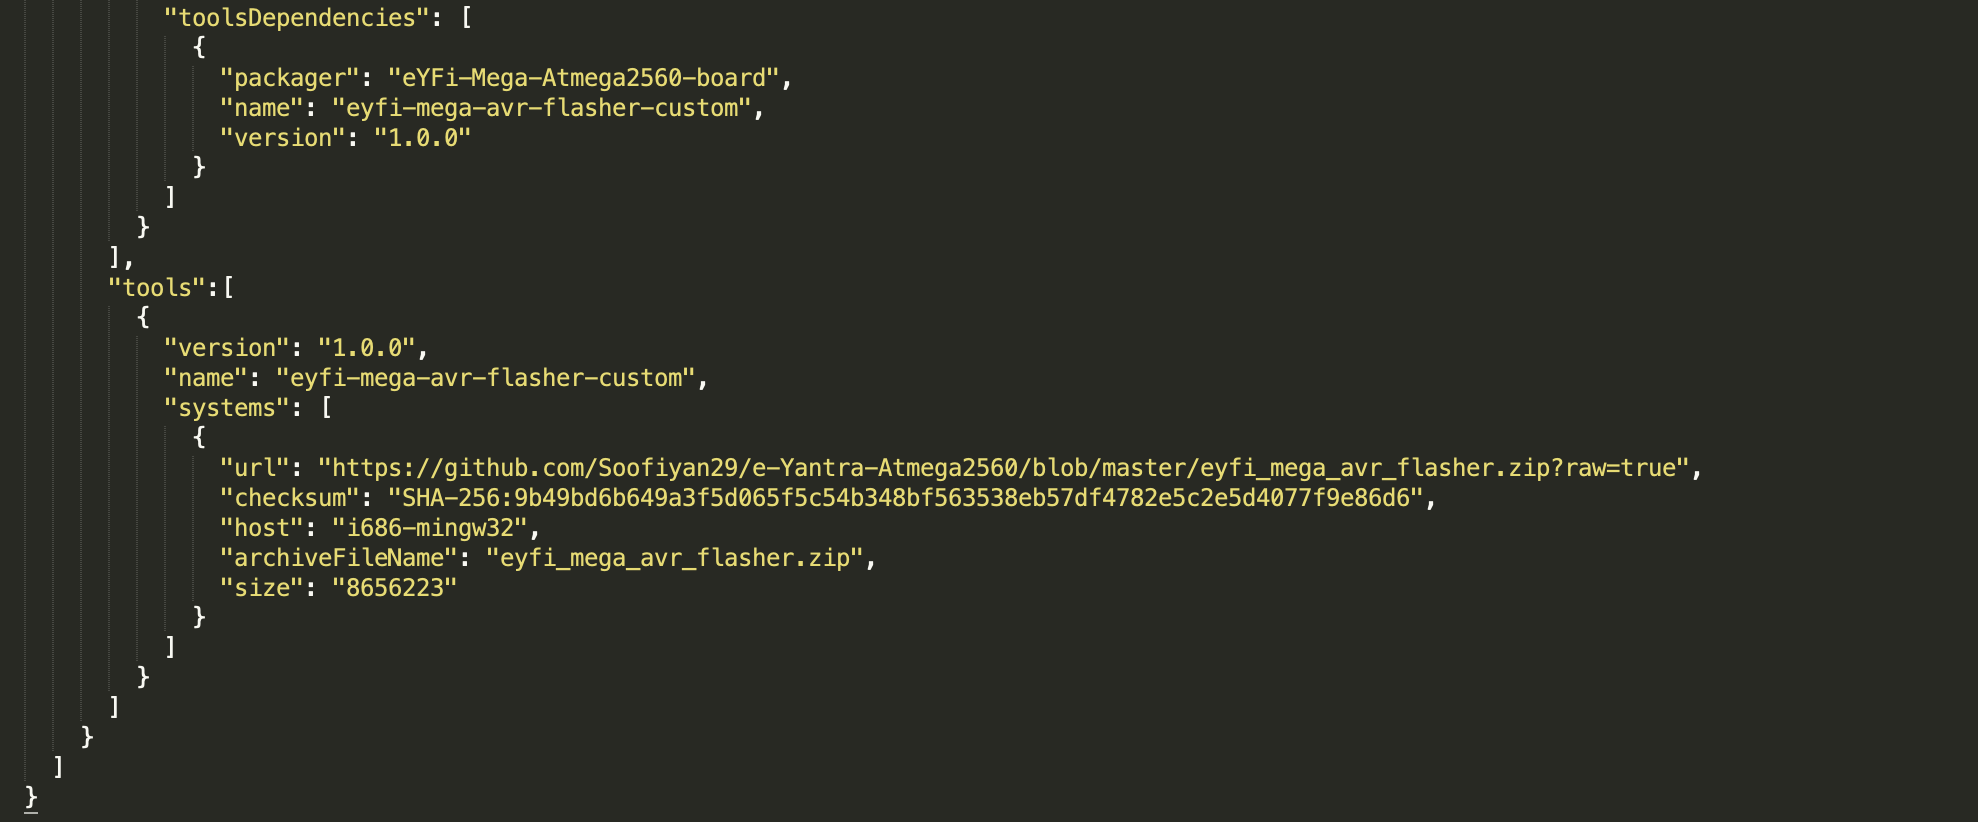 "toolsDependencies": [
{
"packager": "eYFi-Mega-Atmega2560-board",
"name": "eyfi-mega-avr-flasher-custom",
"version": "1.0.0"
}
]
}
],
"tools":[
{
"version": "1.0.0",
"name": "eyfi-mega-avr-flasher-custom",
"systems": [
{
"url": "https://github.com/Soofiyan29/e-Yantra-Atmega2560/blob/master/eyfi_mega_avr_flasher.zip?raw=true",
"checksum": "SHA-256:9b49bd6b649a3f5d065f5c54b348bf563538eb57df4782e5c2e5d4077f9e86d6",
"host": "i686-mingw32",
"archiveFileName": "eyfi_mega_avr_flasher.zip",
"size": "8656223"
}
]
}
]
}
]
}